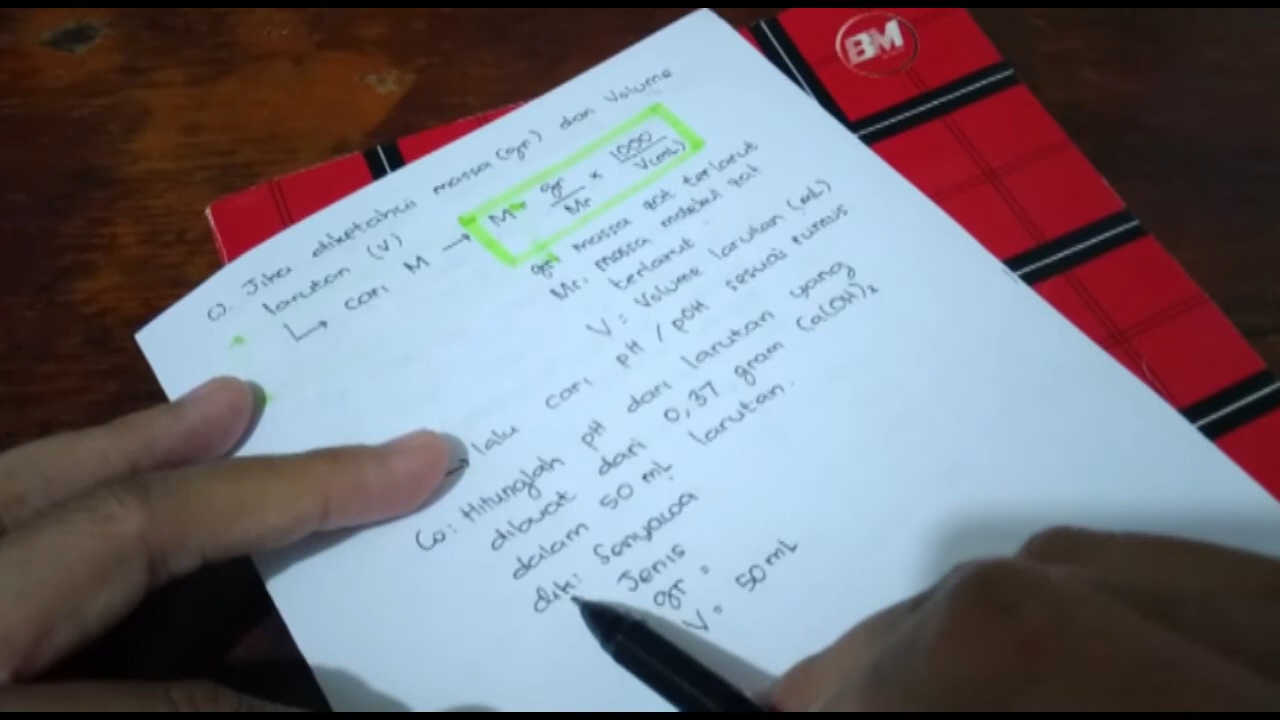 BM
c). Jika diketahui massa (gr) dan Volume
larutan (V)
↳ cari M → M = gr/Mr × 1000/V(mL)
gr: massa zat terlarut
Mr: massa molekul zat
terlarut
V = Volume larutan (mL)
→ lalu cari pH / pOH sesuai rumus
Co: Hitunglah pH dari larutan yang
dibuat dari 0,37 gram Ca(OH)₂
dalam 50 mL larutan.
dik: Senyawa
Jenis
gr =
V = 50 mL